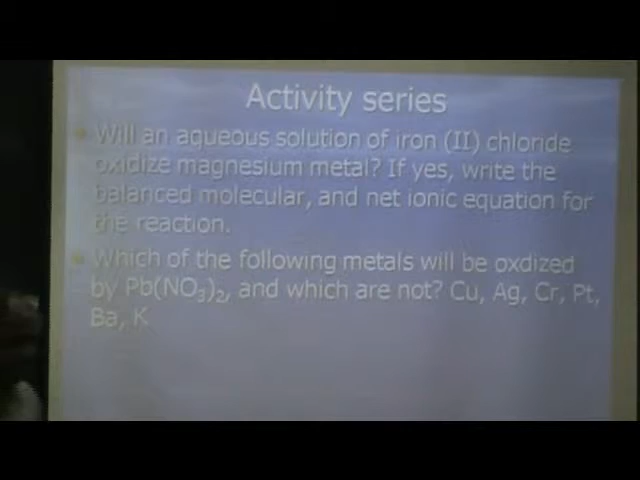 Activity series
Will an aqueous solution of iron (II) chloride
oxidize magnesium metal? If yes, write the
balanced molecular, and net ionic equation for
the reaction.
Which of the following metals will be oxdized
by Pb(NO₃)₂, and which are not? Cu, Ag, Cr, Pt,
Ba, K